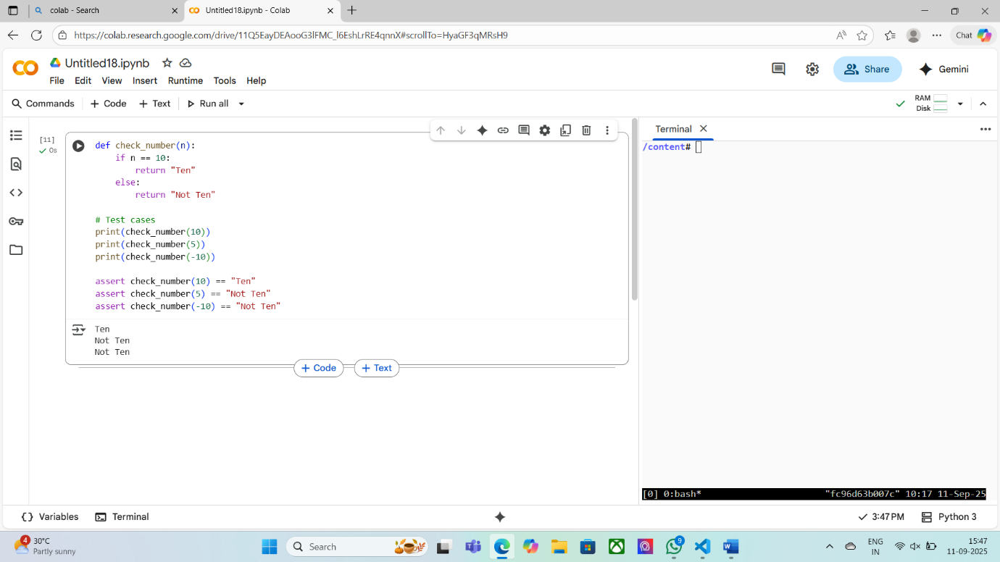 colab - Search
Untitled18.ipynb - Colab
https://colab.research.google.com/drive/11Q5EayDEAooG3lFMC_l6EshLrRE4qnnX#scrollTo=HyaGF3qMRsH9
Chat
Untitled18.ipynb
File Edit View Insert Runtime Tools Help
Share
Gemini
Commands + Code + Text Run all
RAM
Disk
[11]
0s
def check_number(n):
    if n == 10:
        return "Ten"
    else:
        return "Not Ten"
# Test cases
print(check_number(10))
print(check_number(5))
print(check_number(-10))
assert check_number(10) == "Ten"
assert check_number(5) == "Not Ten"
assert check_number(-10) == "Not Ten"
Ten
Not Ten
Not Ten
+ Code + Text
Terminal
/content#
[0] 0:bash* "fc96d63b007c" 10:17 11-Sep-25
Variables Terminal
3:47 PM Python 3
4
30°C
Partly sunny
Search
9
ENG
IN
15:47
11-09-2025